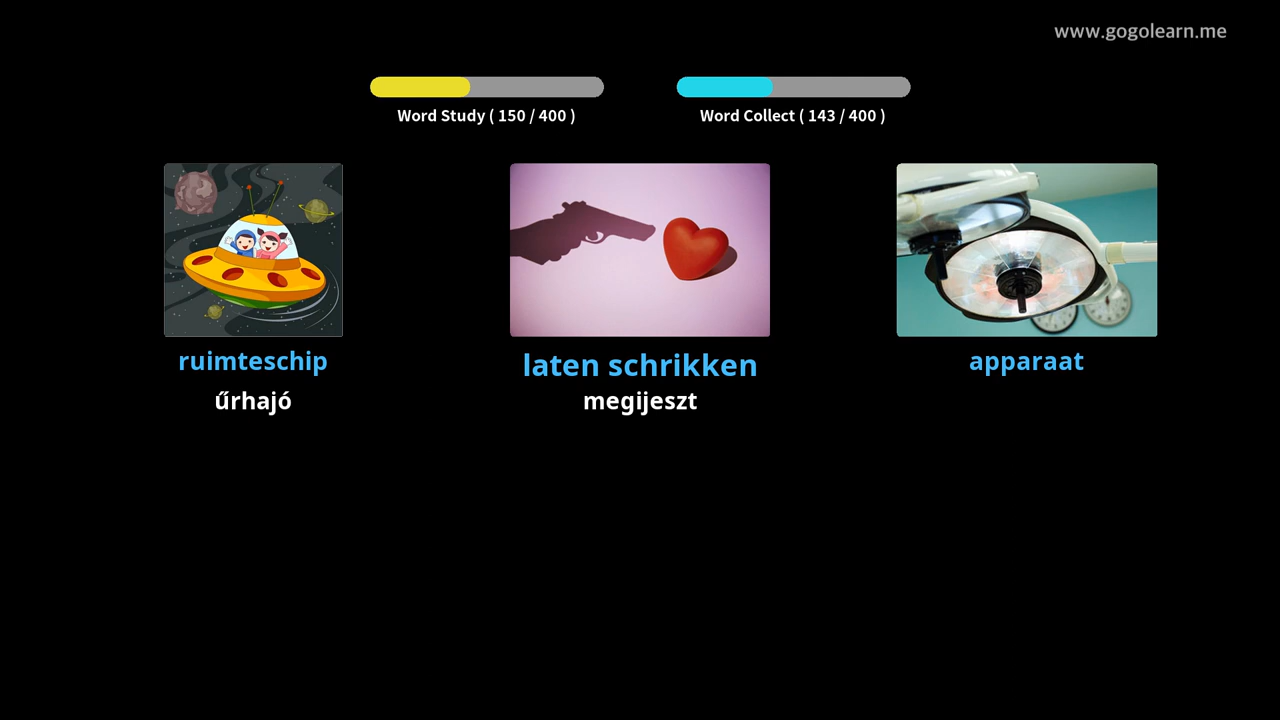 www.gogolearn.me
Word Study ( 150 / 400 )
Word Collect ( 143 / 400 )
ruimteschip
laten schrikken
apparaat
űrhajó
megijeszt